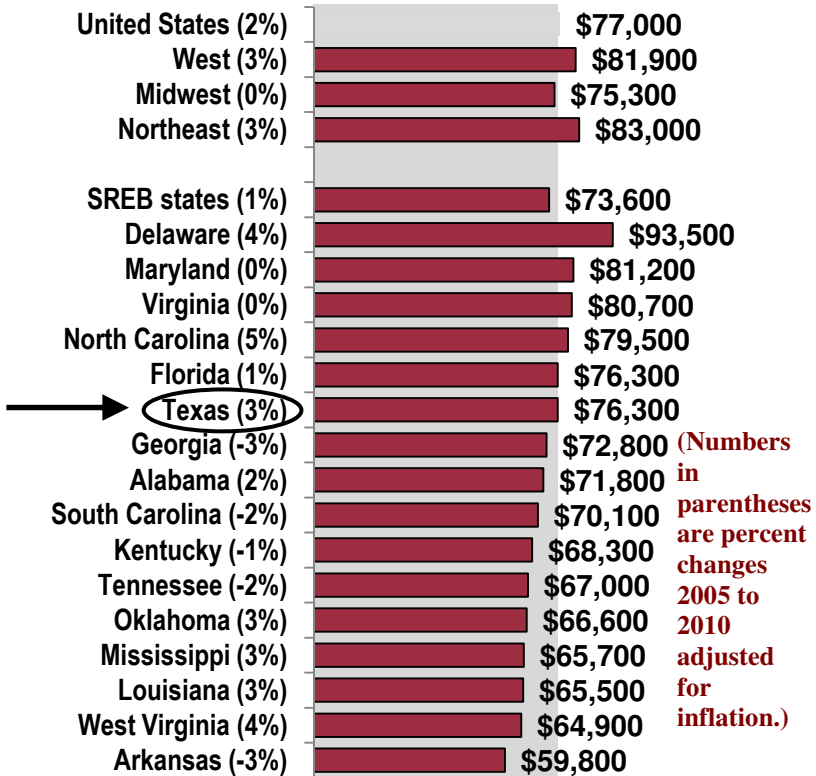 United States (2%) $77,000
West (3%) $81,900
Midwest (0%) $75,300
Northeast (3%) $83,000
SREB states (1%) $73,600
Delaware (4%) $93,500
Maryland (0%) $81,200
Virginia (0%) $80,700
North Carolina (5%) $79,500
Florida (1%) $76,300
Texas (3%) $76,300
Georgia (-3%) $72,800
Alabama (2%) $71,800
South Carolina (-2%) $70,100
Kentucky (-1%) $68,300
Tennessee (-2%) $67,000
Oklahoma (3%) $66,600
Mississippi (3%) $65,700
Louisiana (3%) $65,500
West Virginia (4%) $64,900
Arkansas (-3%) $59,800
(Numbers
in
parentheses
are percent
changes
2005 to
2010
adjusted
for
inflation.)